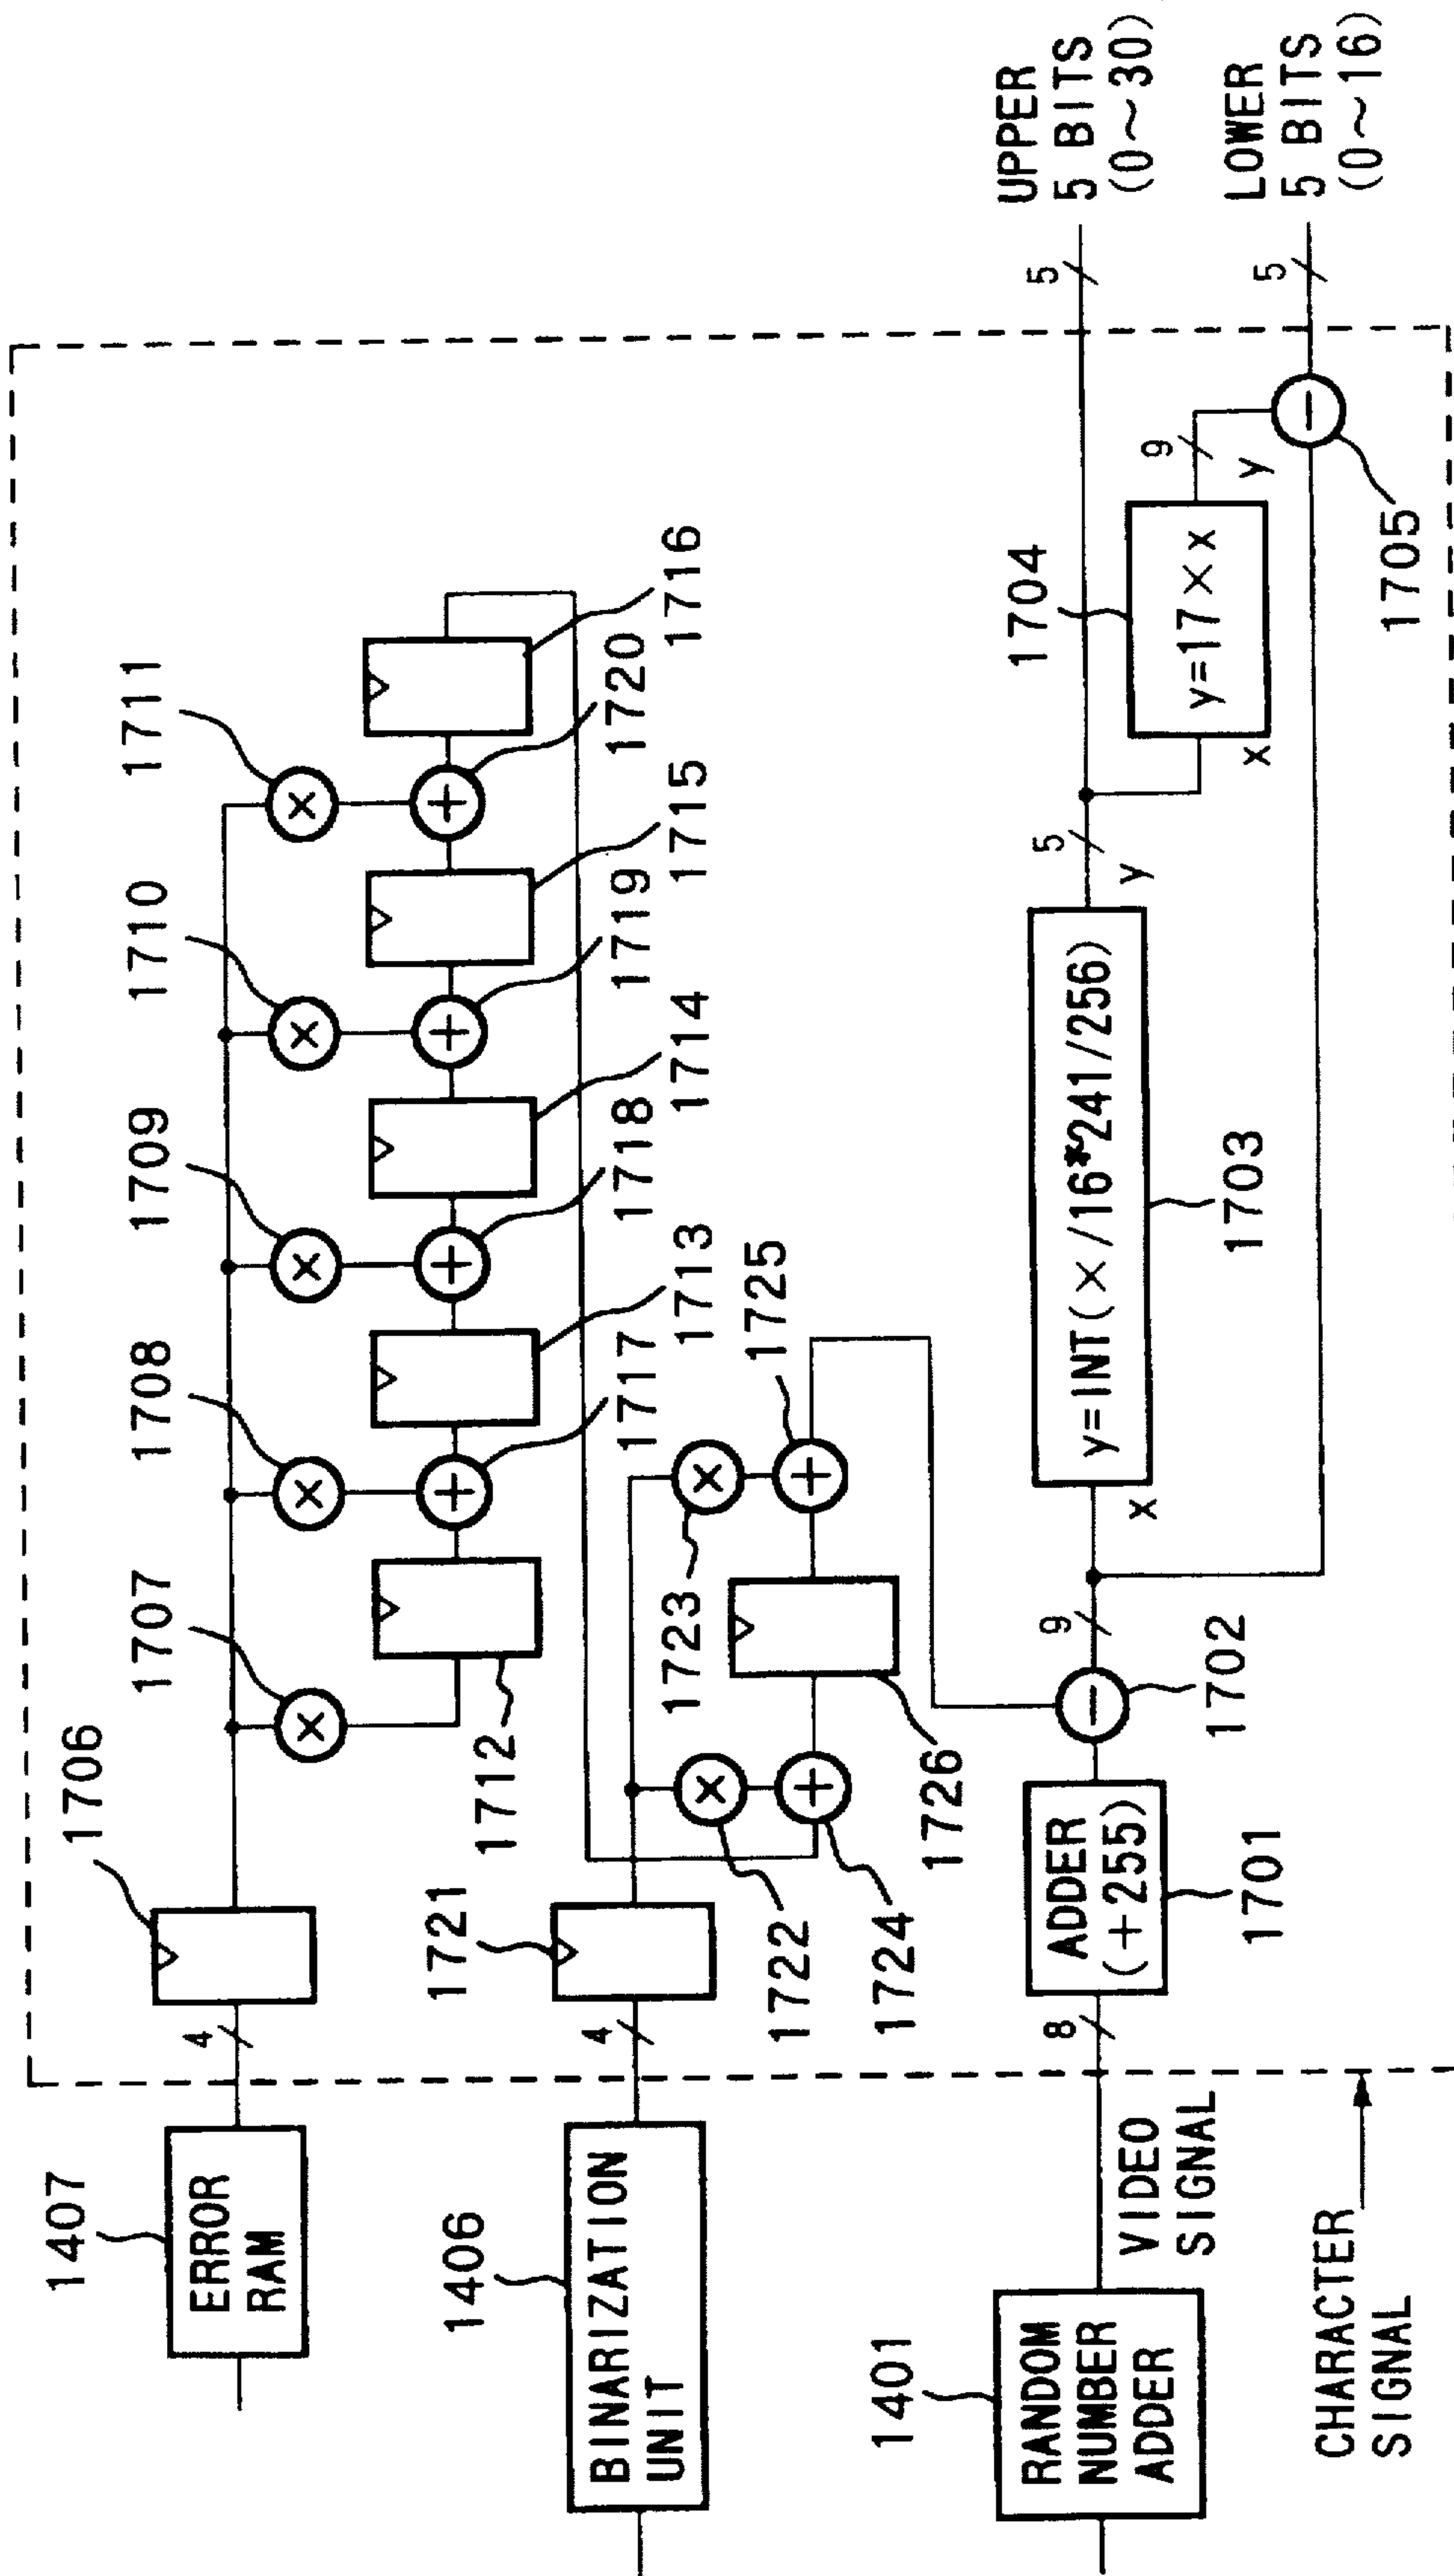 1407
ERROR
RAM
4
1706
1707
1708
1709
1710
1711
×
×
×
×
×
1712
1717
1713
1718
1714
1719
1715
1720
1716
+
+
+
+
1406
BINARIZATION
UNIT
4
1721
1722
×
1724
+
1726
1723
×
1725
+
1401
RANDOM
NUMBER
ADDER
VIDEO
SIGNAL
8
ADDER
(+255)
1701
−
1702
9
x
y=INT(×/16*241/256)
1703
5
y
x
y=17×x
1704
9
y
−
1705
5
5
UPPER
5 BITS
(0~30)
LOWER
5 BITS
(0~16)
CHARACTER
SIGNAL